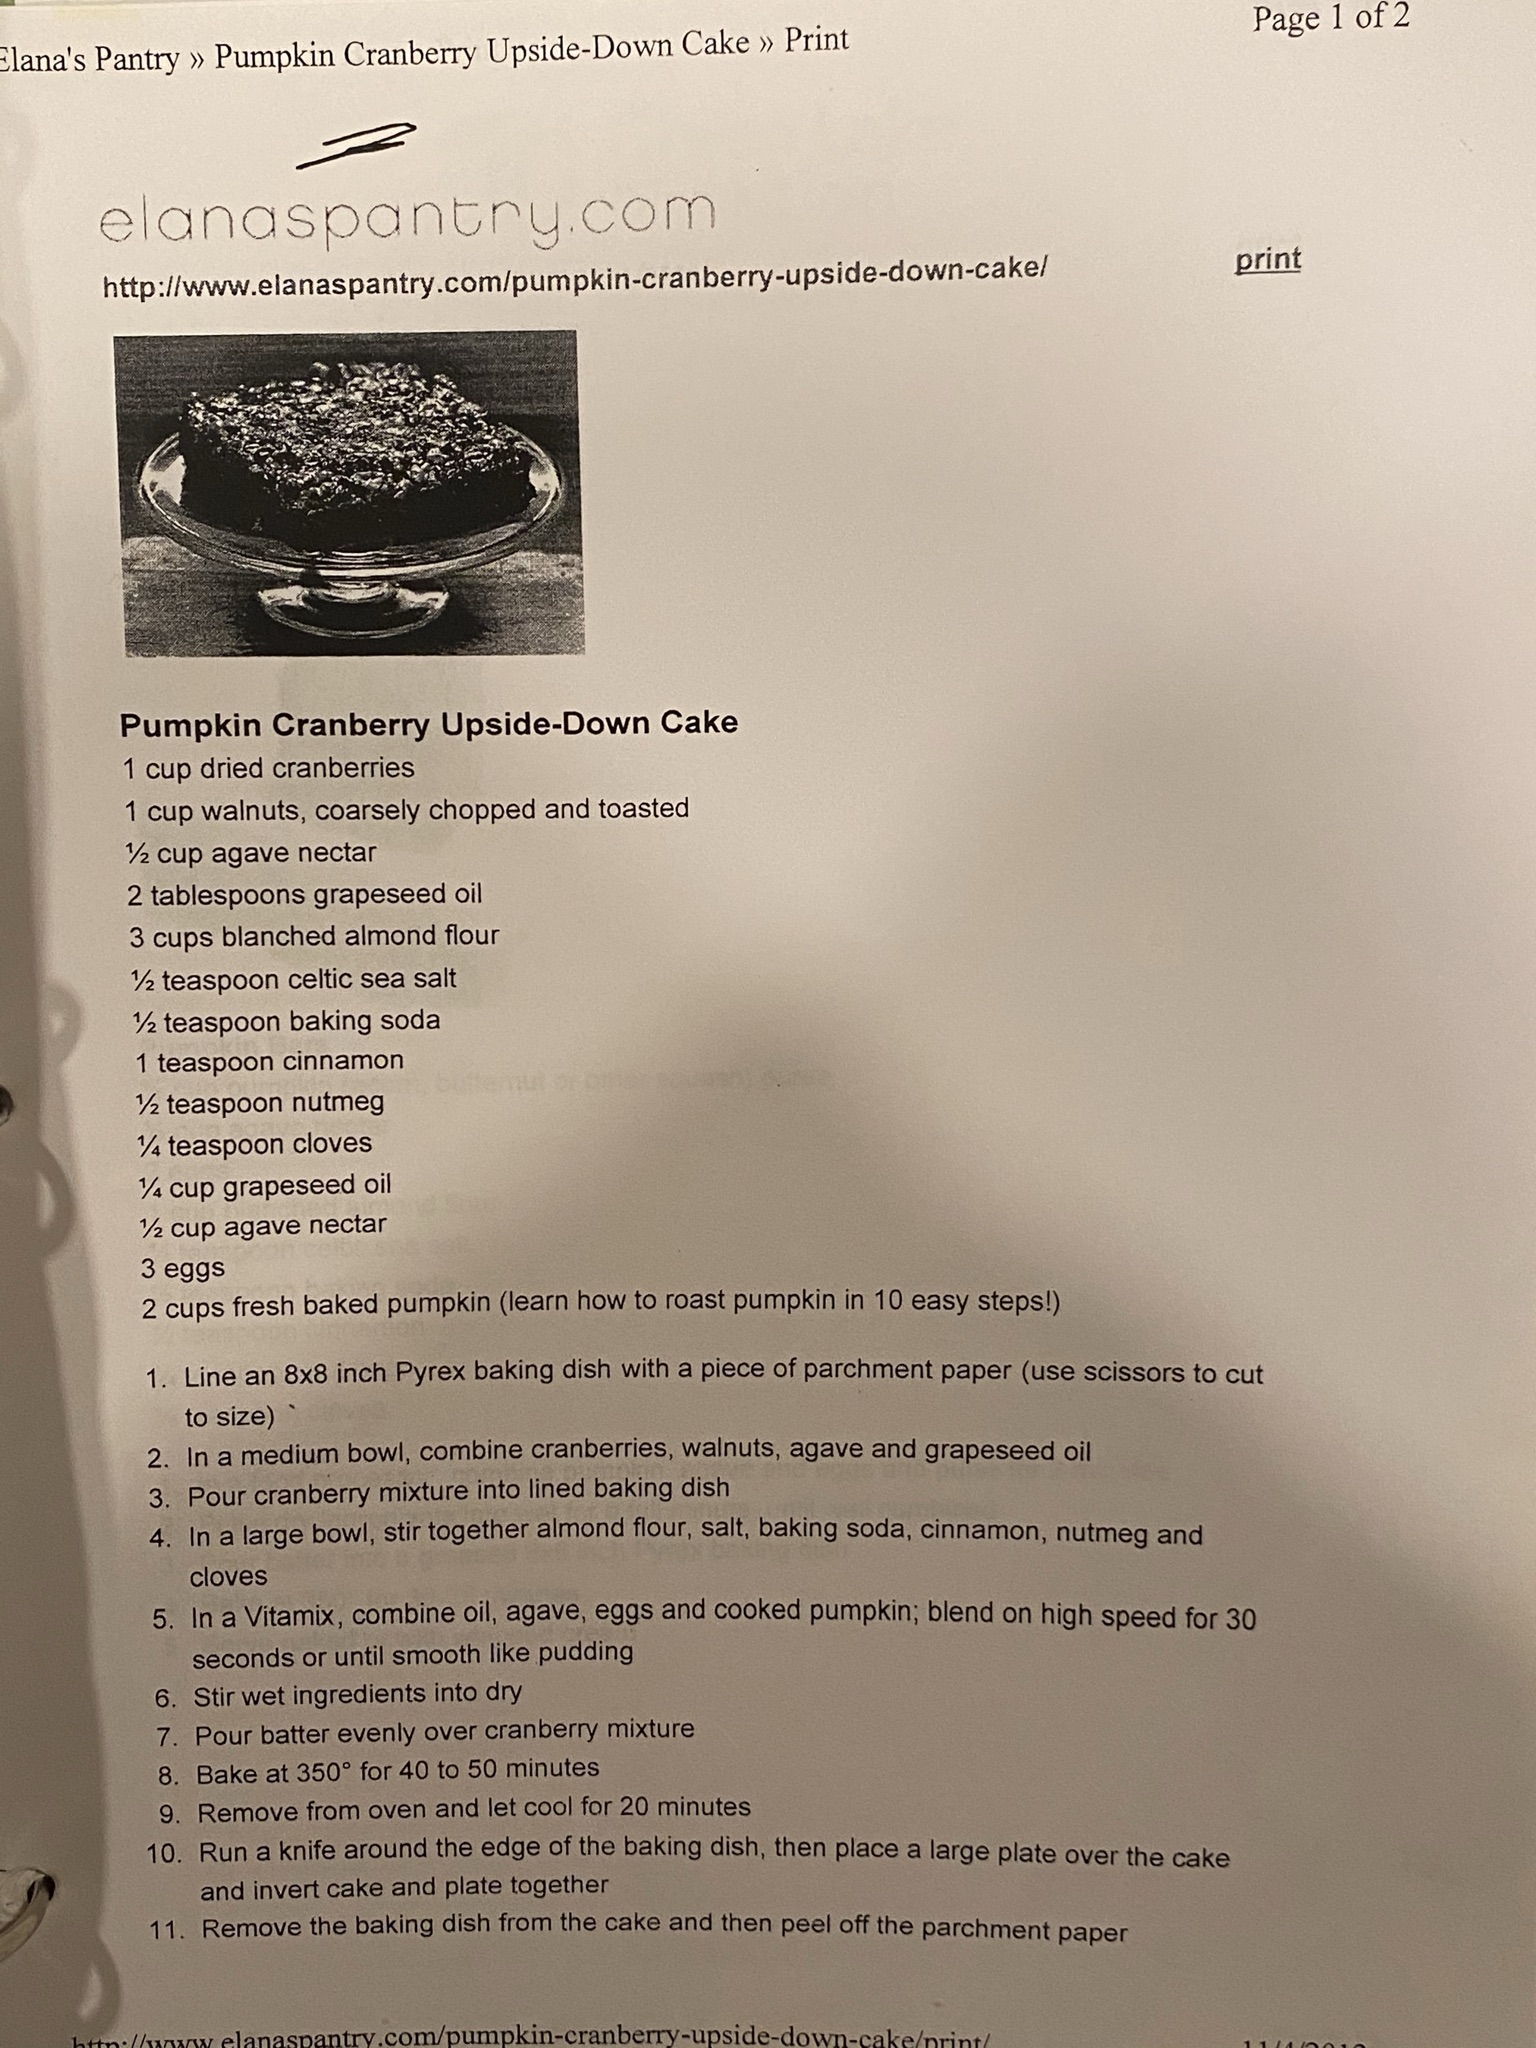 Elana's Pantry » Pumpkin Cranberry Upside-Down Cake » Print
Page 1 of 2
elanaspantry.com
http://www.elanaspantry.com/pumpkin-cranberry-upside-down-cake/
print
Pumpkin Cranberry Upside-Down Cake
1 cup dried cranberries
1 cup walnuts, coarsely chopped and toasted
½ cup agave nectar
2 tablespoons grapeseed oil
3 cups blanched almond flour
½ teaspoon celtic sea salt
½ teaspoon baking soda
1 teaspoon cinnamon
½ teaspoon nutmeg
¼ teaspoon cloves
¼ cup grapeseed oil
½ cup agave nectar
3 eggs
2 cups fresh baked pumpkin (learn how to roast pumpkin in 10 easy steps!)
1. Line an 8x8 inch Pyrex baking dish with a piece of parchment paper (use scissors to cut
to size)
2. In a medium bowl, combine cranberries, walnuts, agave and grapeseed oil
3. Pour cranberry mixture into lined baking dish
4. In a large bowl, stir together almond flour, salt, baking soda, cinnamon, nutmeg and
cloves
5. In a Vitamix, combine oil, agave, eggs and cooked pumpkin; blend on high speed for 30
seconds or until smooth like pudding
6. Stir wet ingredients into dry
7. Pour batter evenly over cranberry mixture
8. Bake at 350° for 40 to 50 minutes
9. Remove from oven and let cool for 20 minutes
10. Run a knife around the edge of the baking dish, then place a large plate over the cake
and invert cake and plate together
11. Remove the baking dish from the cake and then peel off the parchment paper
http://www.elanaspantry.com/pumpkin-cranberry-upside-down-cake/print/